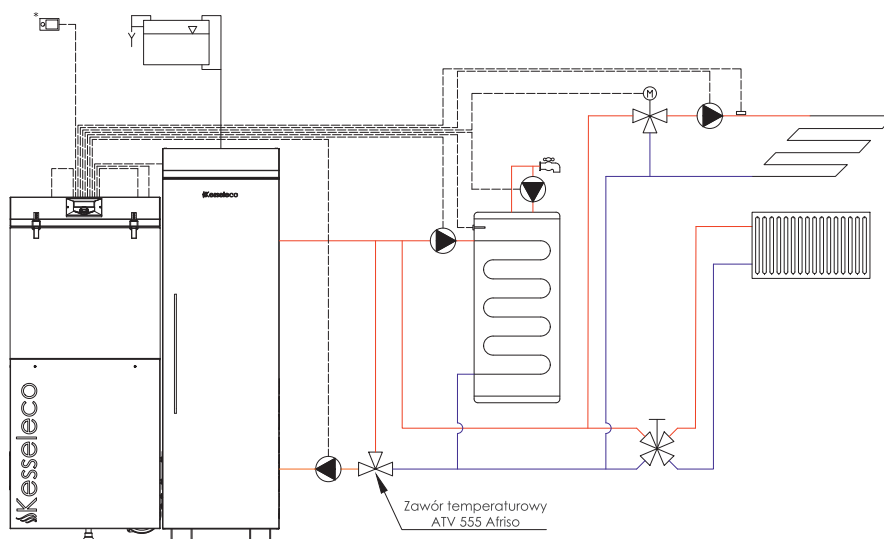 *
Kesseleco
M
Kesseleco
Zawór temperaturowy
ATV 555 Afriso